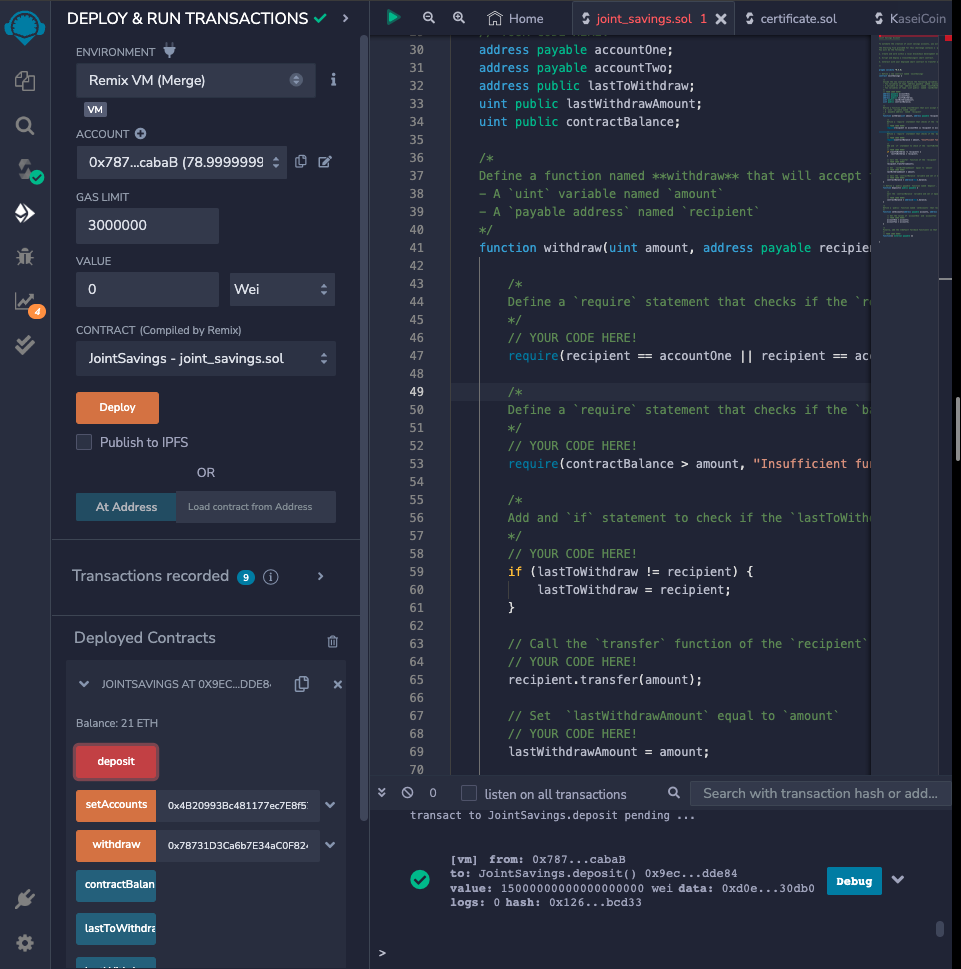 DEPLOY & RUN TRANSACTIONS
ENVIRONMENT
Remix VM (Merge)
VM
ACCOUNT
0x787...cabaB (78.9999999
GAS LIMIT
3000000
VALUE
0
Wei
CONTRACT (Compiled by Remix)
JointSavings - joint_savings.sol
Deploy
Publish to IPFS
OR
At Address
Load contract from Address
Transactions recorded 9
Deployed Contracts
JOINTSAVINGS AT 0X9EC...DDE84
Balance: 21 ETH
deposit
setAccounts
0x4B20993Bc481177ec7E8f5
withdraw
0x78731D3Ca6b7E34aC0F824
contractBalan
lastToWithdra
4
Home
joint_savings.sol 1
certificate.sol
KaseiCoin
30 address payable accountOne;
31 address payable accountTwo;
32 address public lastToWithdraw;
33 uint public lastWithdrawAmount;
34 uint public contractBalance;
35
36 /*
37 Define a function named **withdraw** that will accept
38 - A `uint` variable named `amount`
39 - A `payable address` named `recipient`
40 */
41 function withdraw(uint amount, address payable recipien
42
43 /*
44 Define a `require` statement that checks if the `re
45 */
46 // YOUR CODE HERE!
47 require(recipient == accountOne || recipient == acc
48
49 /*
50 Define a `require` statement that checks if the `ba
51 */
52 // YOUR CODE HERE!
53 require(contractBalance > amount, "Insufficient fu
54
55 /*
56 Add and `if` statement to check if the `lastToWith
57 */
58 // YOUR CODE HERE!
59 if (lastToWithdraw != recipient) {
60 lastToWithdraw = recipient;
61 }
62
63 // Call the `transfer` function of the `recipient`
64 // YOUR CODE HERE!
65 recipient.transfer(amount);
66
67 // Set  `lastWithdrawAmount` equal to `amount`
68 // YOUR CODE HERE!
69 lastWithdrawAmount = amount;
70
0
listen on all transactions
Search with transaction hash or add...
transact to JointSavings.deposit pending ...
[vm] from: 0x787...cabaB
to: JointSavings.deposit() 0x9ec...dde84
value: 15000000000000000000 wei data: 0xd0e...30db0
logs: 0 hash: 0x126...bcd33
Debug
>